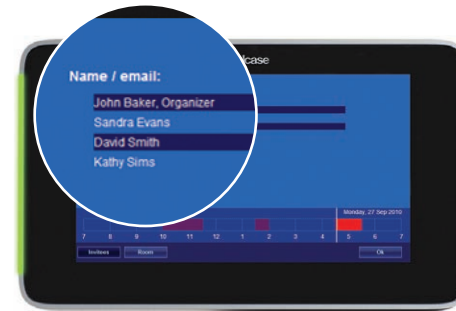 lcase
Name / email:
John Baker, Organizer
Sandra Evans
David Smith
Kathy Sims
Monday, 27 Sep 2010
7 8 9 10 11 12 1 2 3 4 5 6 7
Invitees Room Ok